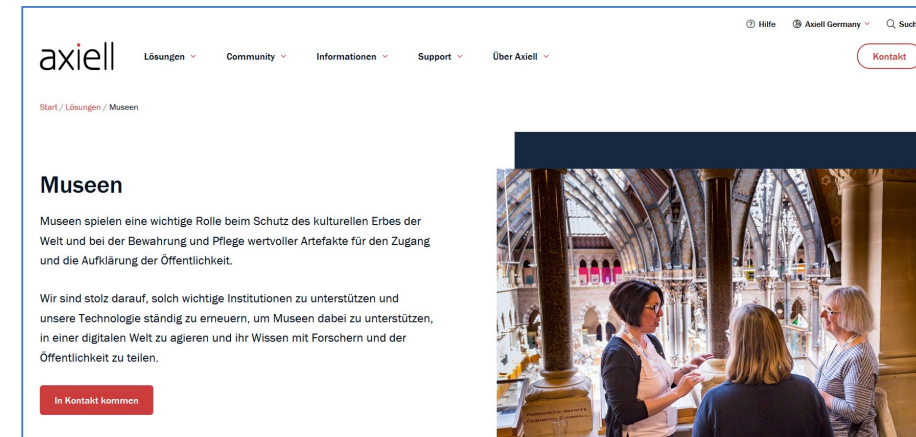 Hilfe
Axiell Germany
Such
axiell
Lösungen
Community
Informationen
Support
Über Axiell
Kontakt
Start / Lösungen / Museen
Museen
Museen spielen eine wichtige Rolle beim Schutz des kulturellen Erbes der
Welt und bei der Bewahrung und Pflege wertvoller Artefakte für den Zugang
und die Aufklärung der Öffentlichkeit.
Wir sind stolz darauf, solch wichtige Institutionen zu unterstützen und
unsere Technologie ständig zu erneuern, um Museen dabei zu unterstützen,
in einer digitalen Welt zu agieren und ihr Wissen mit Forschern und der
Öffentlichkeit zu teilen.
In Kontakt kommen